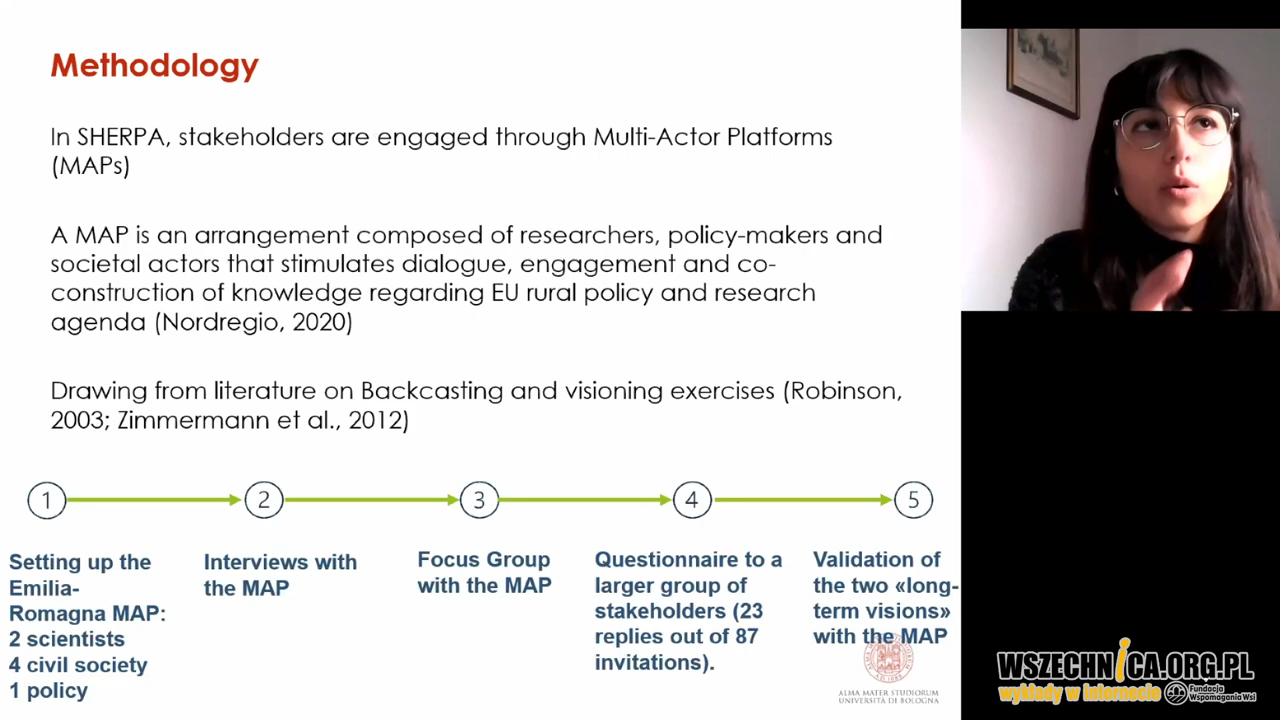 Methodology
In SHERPA, stakeholders are engaged through Multi-Actor Platforms
(MAPs)
A MAP is an arrangement composed of researchers, policy-makers and
societal actors that stimulates dialogue, engagement and co-
construction of knowledge regarding EU rural policy and research
agenda (Nordregio, 2020)
Drawing from literature on Backcasting and visioning exercises (Robinson,
2003; Zimmermann et al., 2012)
1
2
3
4
5
Setting up the
Emilia-
Romagna MAP:
2 scientists
4 civil society
1 policy
Interviews with
the MAP
Focus Group
with the MAP
Questionnaire to a
larger group of
stakeholders (23
replies out of 87
invitations).
Validation of
the two «long-
term visions»
with the MAP
ALMA MATER STUDIORUM
UNIVERSITÀ DI BOLOGNA
WSZECHNICA.ORG.PL
wykłady w internecie
Fundacja
Wspomagania Wsi